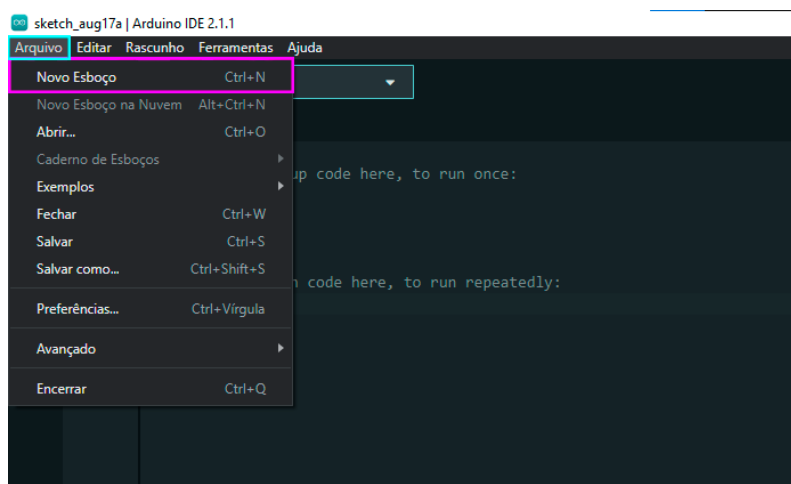 sketch_aug17a | Arduino IDE 2.1.1
Arquivo Editar Rascunho Ferramentas Ajuda
Novo Esboço Ctrl+N
Novo Esboço na Nuvem Alt+Ctrl+N
Abrir... Ctrl+O
Caderno de Esboços
Exemplos
up code here, to run once:
Fechar Ctrl+W
Salvar Ctrl+S
Salvar como... Ctrl+Shift+S
code here, to run repeatedly:
Preferências... Ctrl+Vírgula
Avançado
Encerrar Ctrl+Q